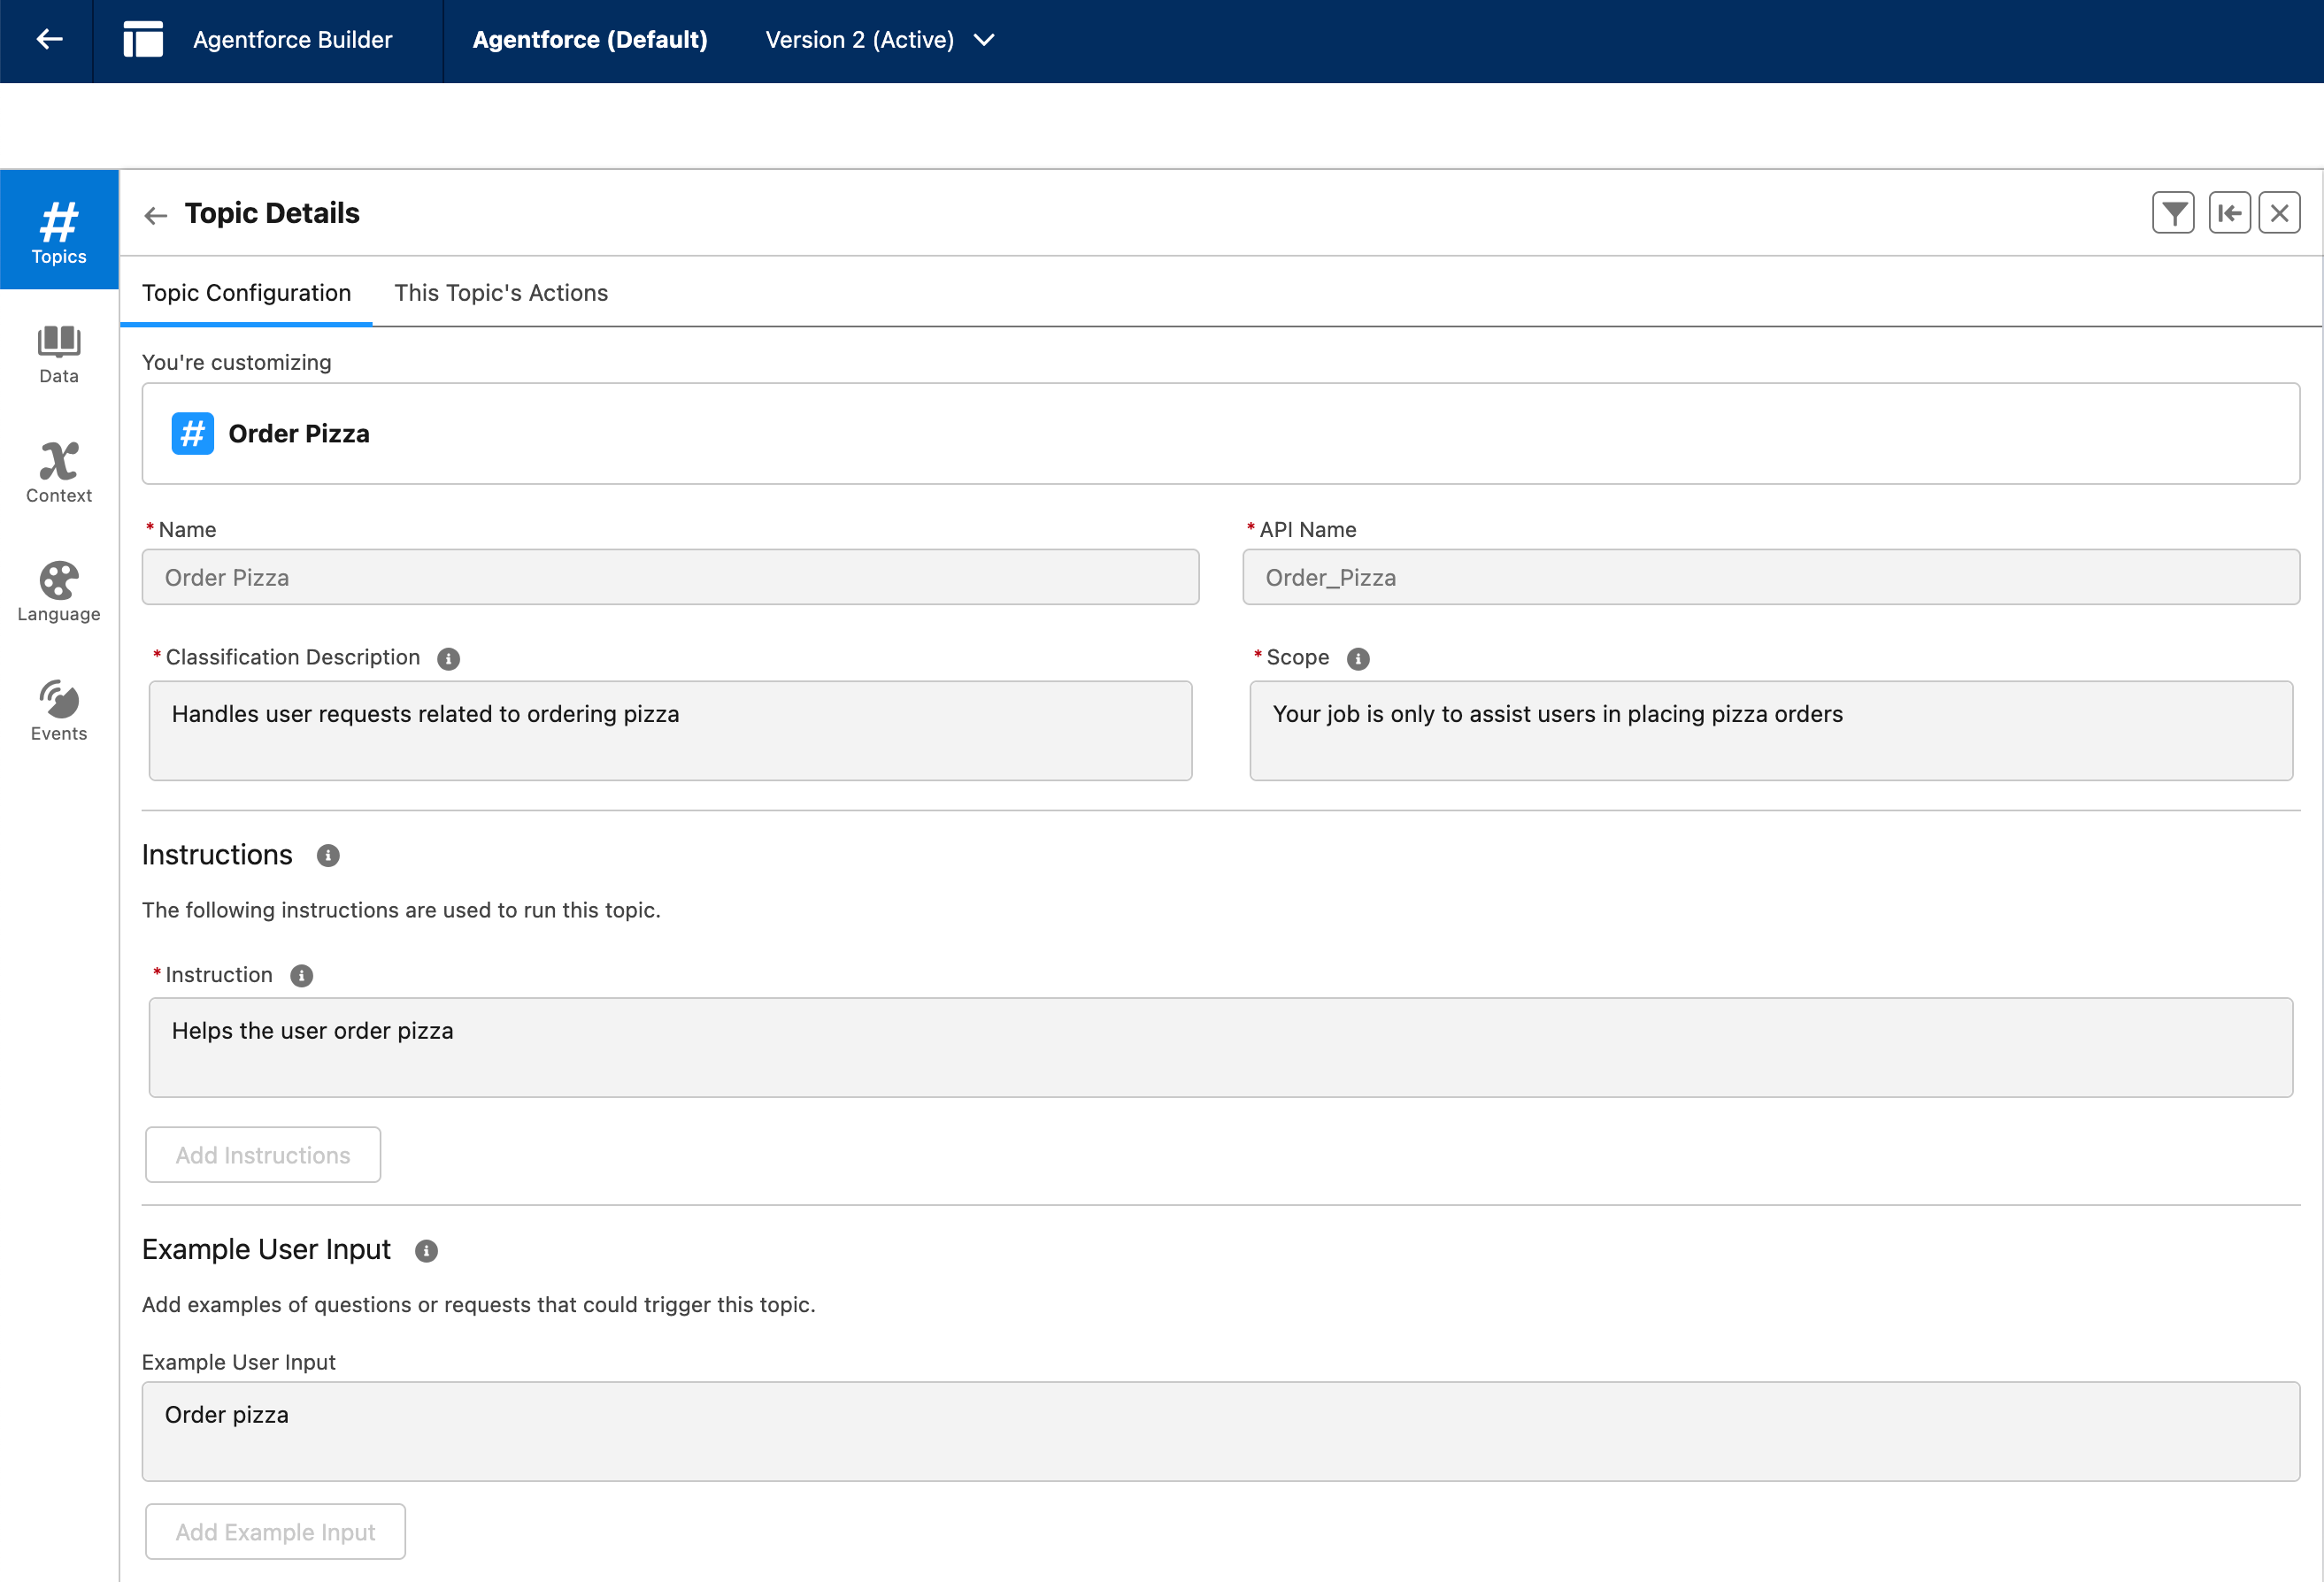 Agentforce Builder
Agentforce (Default)
Version 2 (Active)
Topics
Data
Context
Language
Events
Topic Details
Topic Configuration
This Topic's Actions
You're customizing
Order Pizza
* Name
Order Pizza
* API Name
Order_Pizza
* Classification Description
Handles user requests related to ordering pizza
* Scope
Your job is only to assist users in placing pizza orders
Instructions
The following instructions are used to run this topic.
* Instruction
Helps the user order pizza
Add Instructions
Example User Input
Add examples of questions or requests that could trigger this topic.
Example User Input
Order pizza
Add Example Input